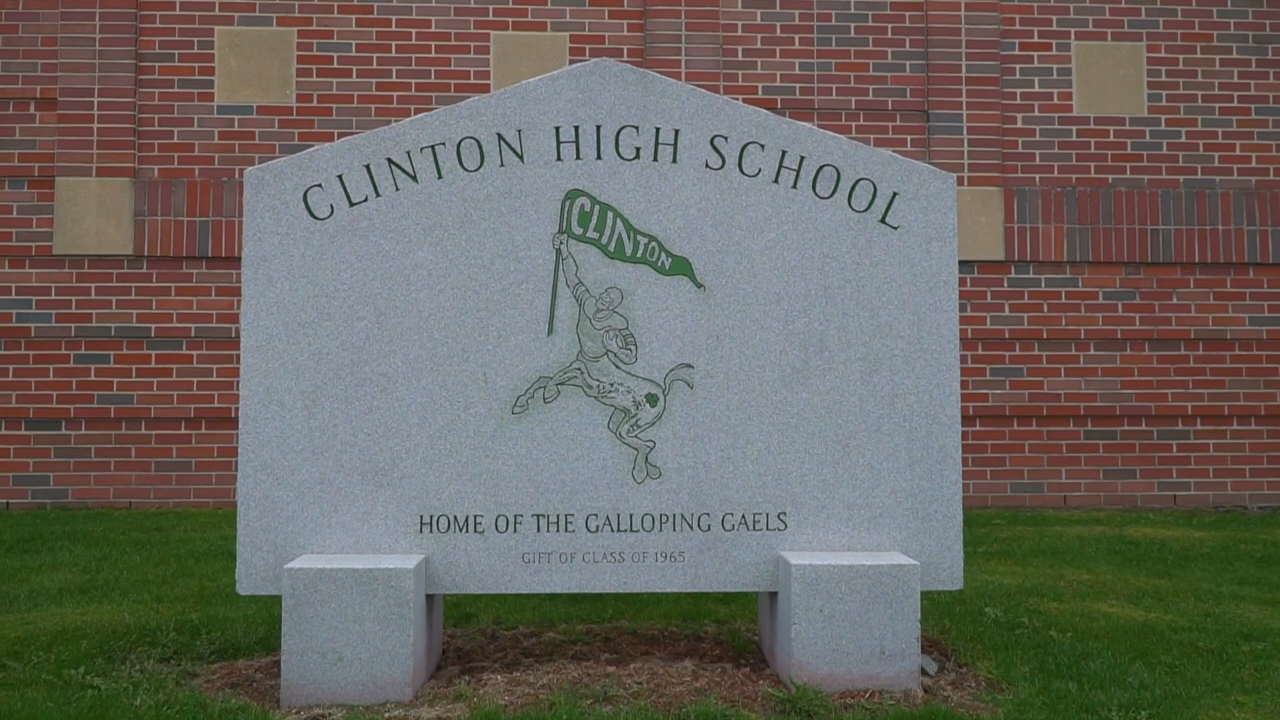 CLINTON HIGH SCHOOL
CLINTON
HOME OF THE GALLOPING GAELS
GIFT OF CLASS OF 1965